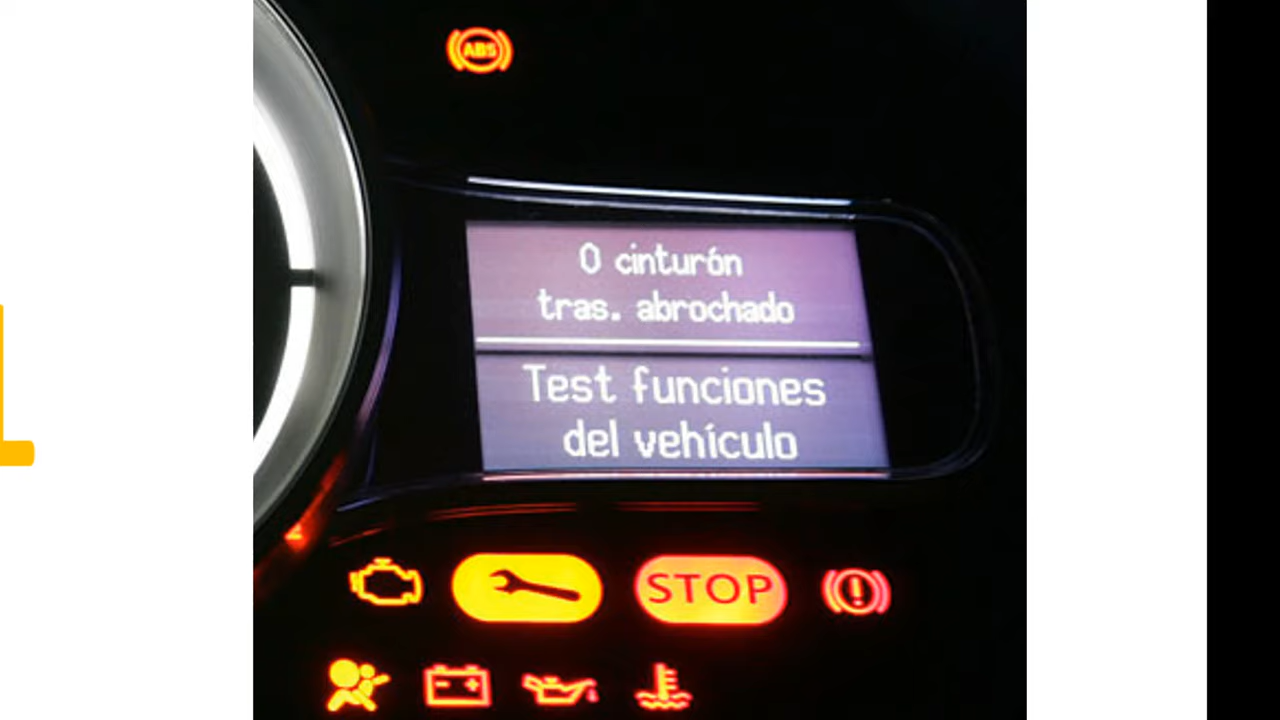 ABS
0 cinturón
tras. abrochado
Test funciones
del vehículo
STOP